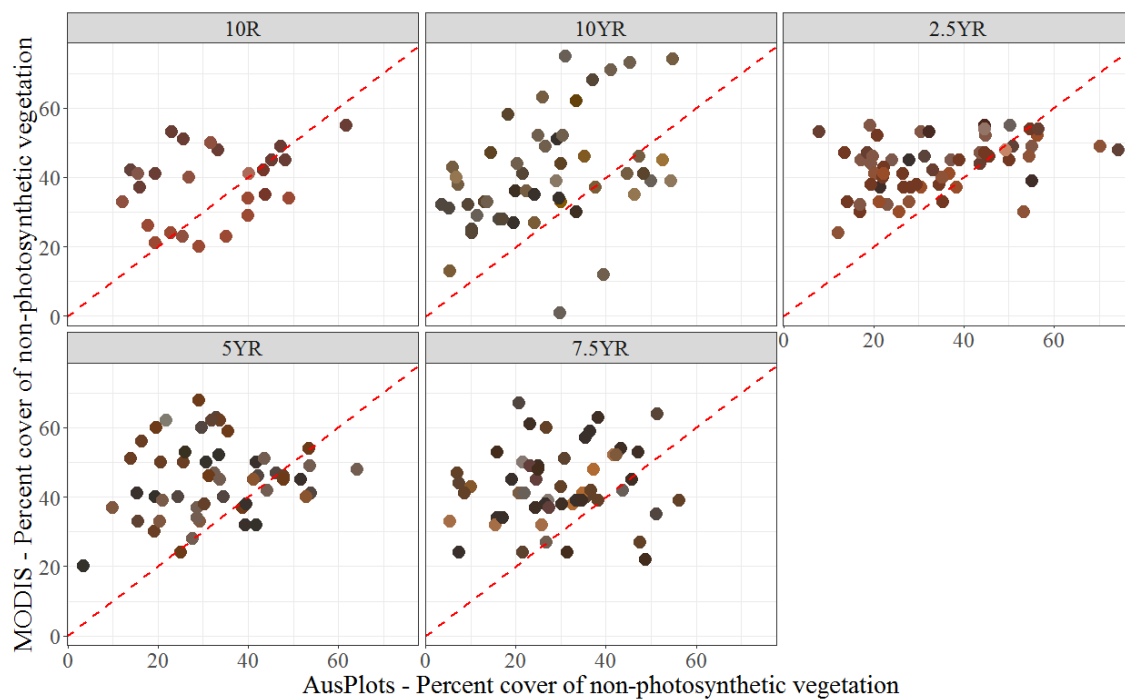 10R
10YR
2.5YR
60
40
20
0
0
20
40
60
5YR
7.5YR
60
40
20
0
0
20
40
60
0
20
40
60
MODIS - Percent cover of non-photosynthetic vegetation
AusPlots - Percent cover of non-photosynthetic vegetation